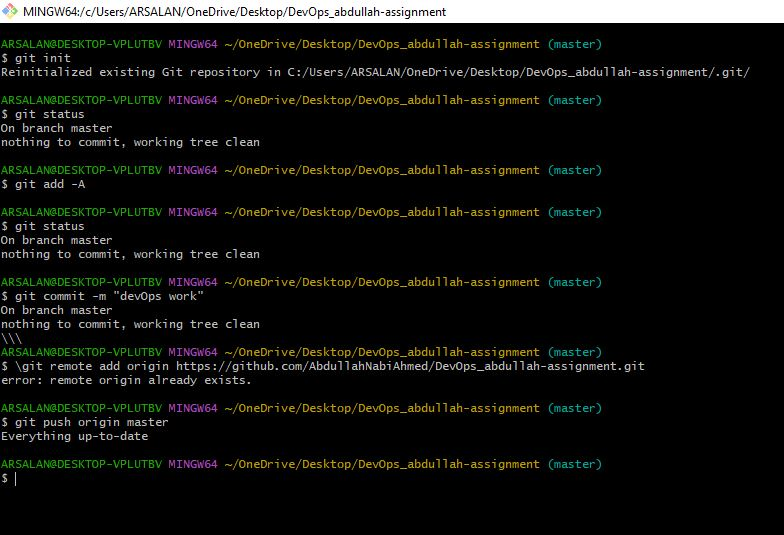 MINGW64:/c/Users/ARSALAN/OneDrive/Desktop/DevOps_abdullah-assignment
ARSALAN@DESKTOP-VPLUTBV MINGW64 ~/OneDrive/Desktop/DevOps_abdullah-assignment (master)
$ git init
Reinitialized existing Git repository in C:/Users/ARSALAN/OneDrive/Desktop/DevOps_abdullah-assignment/.git/
ARSALAN@DESKTOP-VPLUTBV MINGW64 ~/OneDrive/Desktop/DevOps_abdullah-assignment (master)
$ git status
On branch master
nothing to commit, working tree clean
ARSALAN@DESKTOP-VPLUTBV MINGW64 ~/OneDrive/Desktop/DevOps_abdullah-assignment (master)
$ git add -A
ARSALAN@DESKTOP-VPLUTBV MINGW64 ~/OneDrive/Desktop/DevOps_abdullah-assignment (master)
$ git status
On branch master
nothing to commit, working tree clean
ARSALAN@DESKTOP-VPLUTBV MINGW64 ~/OneDrive/Desktop/DevOps_abdullah-assignment (master)
$ git commit -m "devOps work"
On branch master
nothing to commit, working tree clean
\\\
ARSALAN@DESKTOP-VPLUTBV MINGW64 ~/OneDrive/Desktop/DevOps_abdullah-assignment (master)
$ \git remote add origin https://github.com/AbdullahNabiAhmed/DevOps_abdullah-assignment.git
error: remote origin already exists.
ARSALAN@DESKTOP-VPLUTBV MINGW64 ~/OneDrive/Desktop/DevOps_abdullah-assignment (master)
$ git push origin master
Everything up-to-date
ARSALAN@DESKTOP-VPLUTBV MINGW64 ~/OneDrive/Desktop/DevOps_abdullah-assignment (master)
$